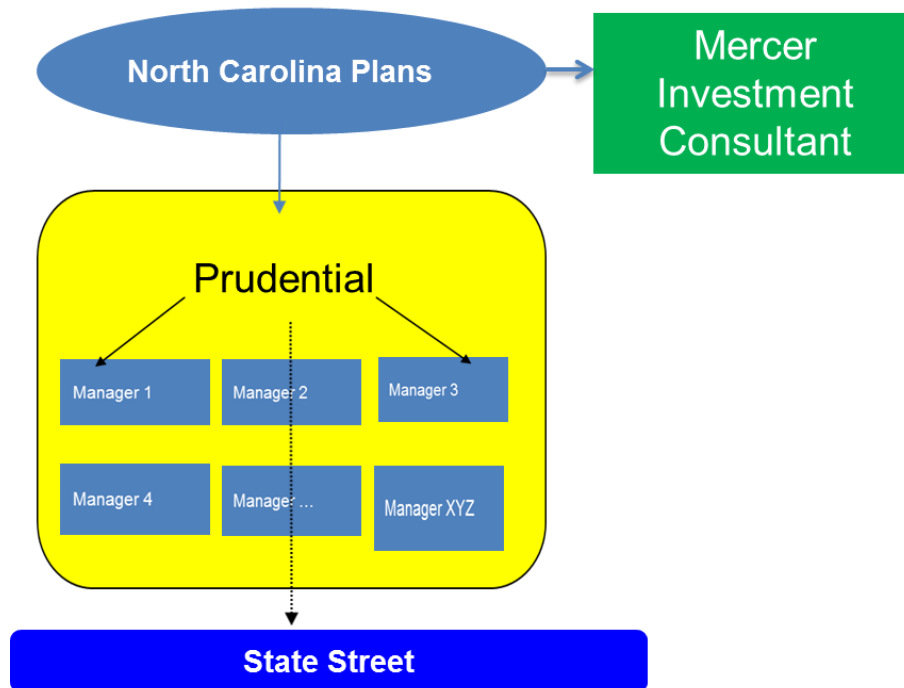 North Carolina Plans
Mercer
Investment
Consultant
Prudential
Manager 1
Manager 2
Manager 3
Manager 4
Manager ...
Manager XYZ
State Street